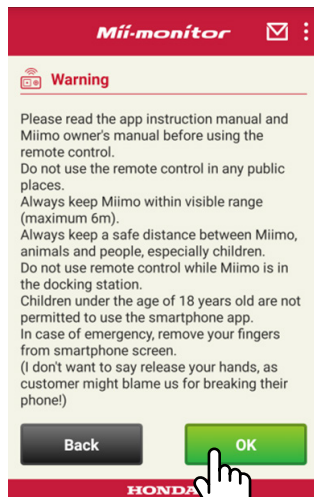 Mii-monitor
Warning
Please read the app instruction manual and
Miimo owner's manual before using the
remote control.
Do not use the remote control in any public
places.
Always keep Miimo within visible range
(maximum 6m).
Always keep a safe distance between Miimo,
animals and people, especially children.
Do not use remote control while Miimo is in
the docking station.
Children under the age of 18 years old are not
permitted to use the smartphone app.
In case of emergency, remove your fingers
from smartphone screen.
(I don't want to say release your hands, as
customer might blame us for breaking their
phone!)
Back
OK
HONDA